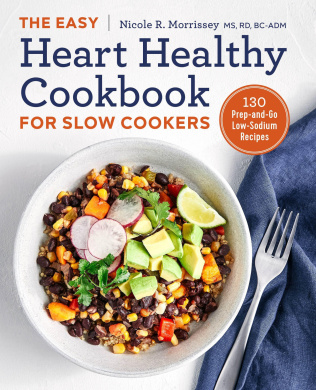 THE EASY
Nicole R. Morrissey MS, RD, BC-ADM
Heart Healthy
Cookbook
FOR SLOW COOKERS
130
Prep-and-Go
Low-Sodium
Recipes